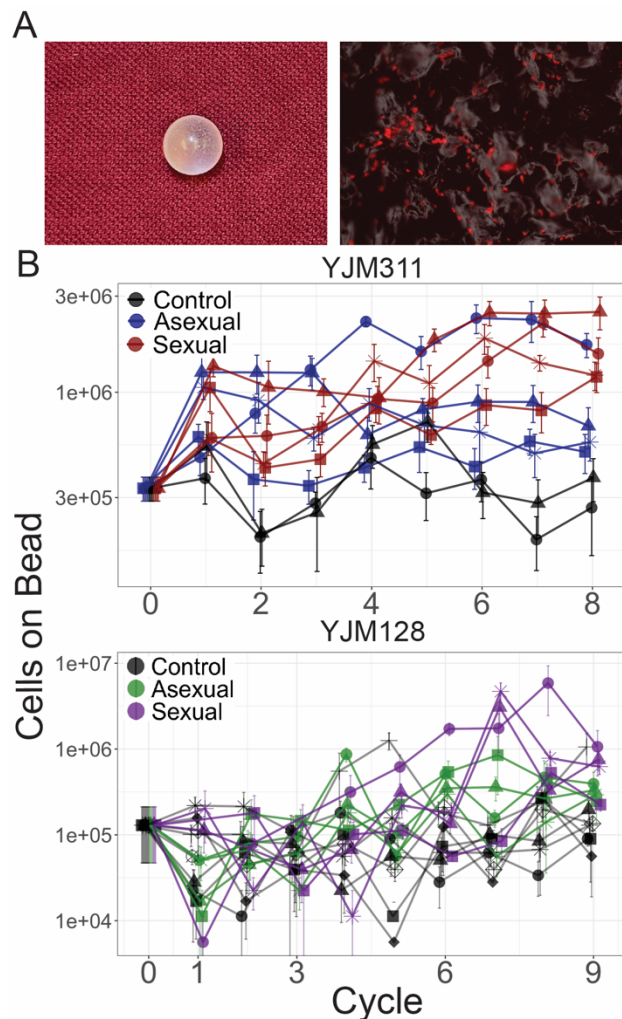 A
B
YJM311
Control
Asexual
Sexual
3e+06
1e+06
3e+05
0 2 4 6 8
YJM128
Control
Asexual
Sexual
1e+07
1e+06
1e+05
1e+04
0 1 3 6 9
Cells on Bead
Cycle